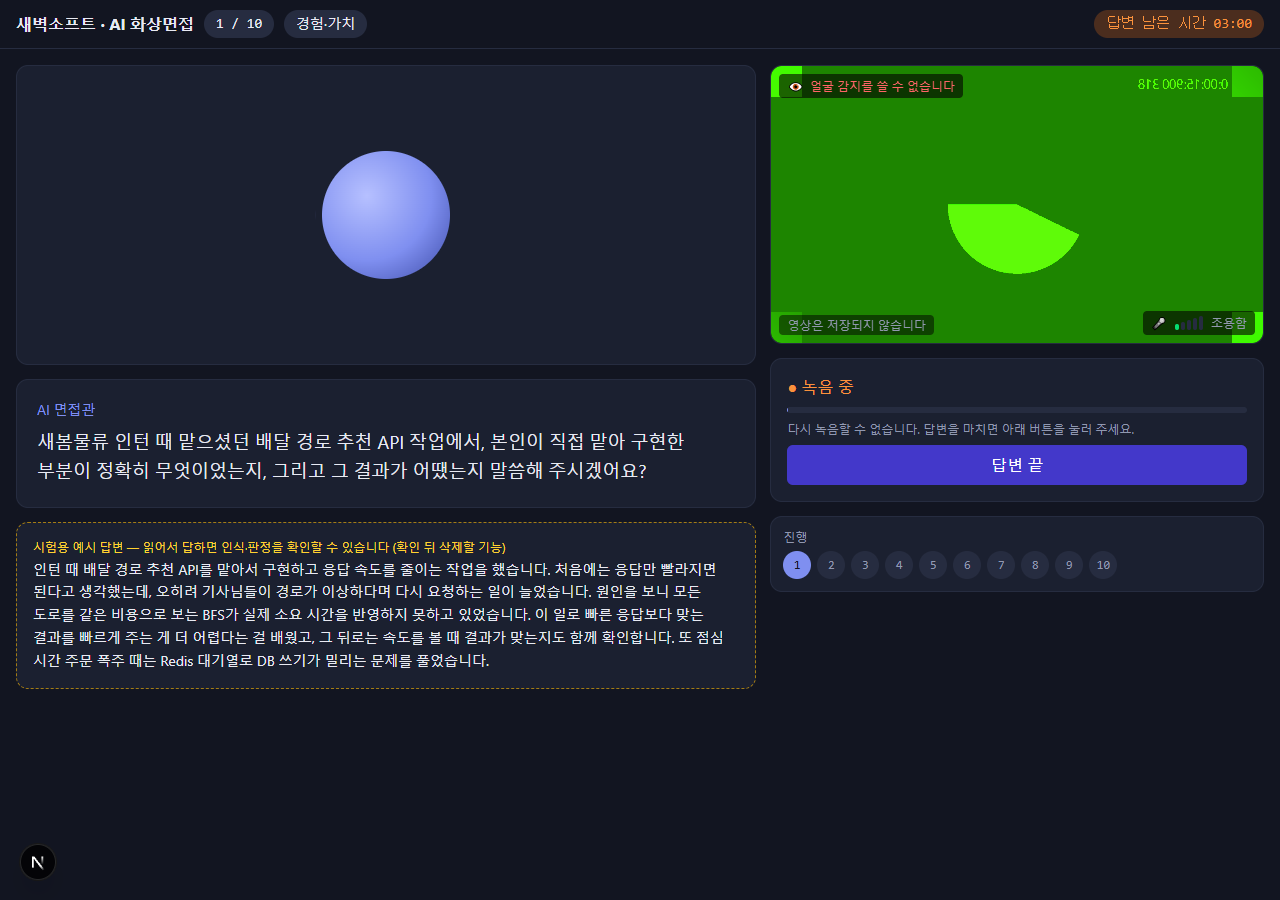 새벽소프트 · AI 화상면접
1 / 10
경험·가치
답변 남은 시간 03:00
얼굴 감지를 쓸 수 없습니다
0:00:15:900 318
영상은 저장되지 않습니다
조용함
AI 면접관
새봄물류 인턴 때 맡으셨던 배달 경로 추천 API 작업에서, 본인이 직접 맡아 구현한
부분이 정확히 무엇이었는지, 그리고 그 결과가 어땠는지 말씀해 주시겠어요?
● 녹음 중
다시 녹음할 수 없습니다. 답변을 마치면 아래 버튼을 눌러 주세요.
답변 끝
시험용 예시 답변 — 읽어서 답하면 인식·판정을 확인할 수 있습니다 (확인 뒤 삭제할 기능)
인턴 때 배달 경로 추천 API를 맡아서 구현하고 응답 속도를 줄이는 작업을 했습니다. 처음에는 응답만 빨라지면
된다고 생각했는데, 오히려 기사님들이 경로가 이상하다며 다시 요청하는 일이 늘었습니다. 원인을 보니 모든
도로를 같은 비용으로 보는 BFS가 실제 소요 시간을 반영하지 못하고 있었습니다. 이 일로 빠른 응답보다 맞는
결과를 빠르게 주는 게 더 어렵다는 걸 배웠고, 그 뒤로는 속도를 볼 때 결과가 맞는지도 함께 확인합니다. 또 점심
시간 주문 폭주 때는 Redis 대기열로 DB 쓰기가 밀리는 문제를 풀었습니다.
진행
1 2 3 4 5 6 7 8 9 10
N